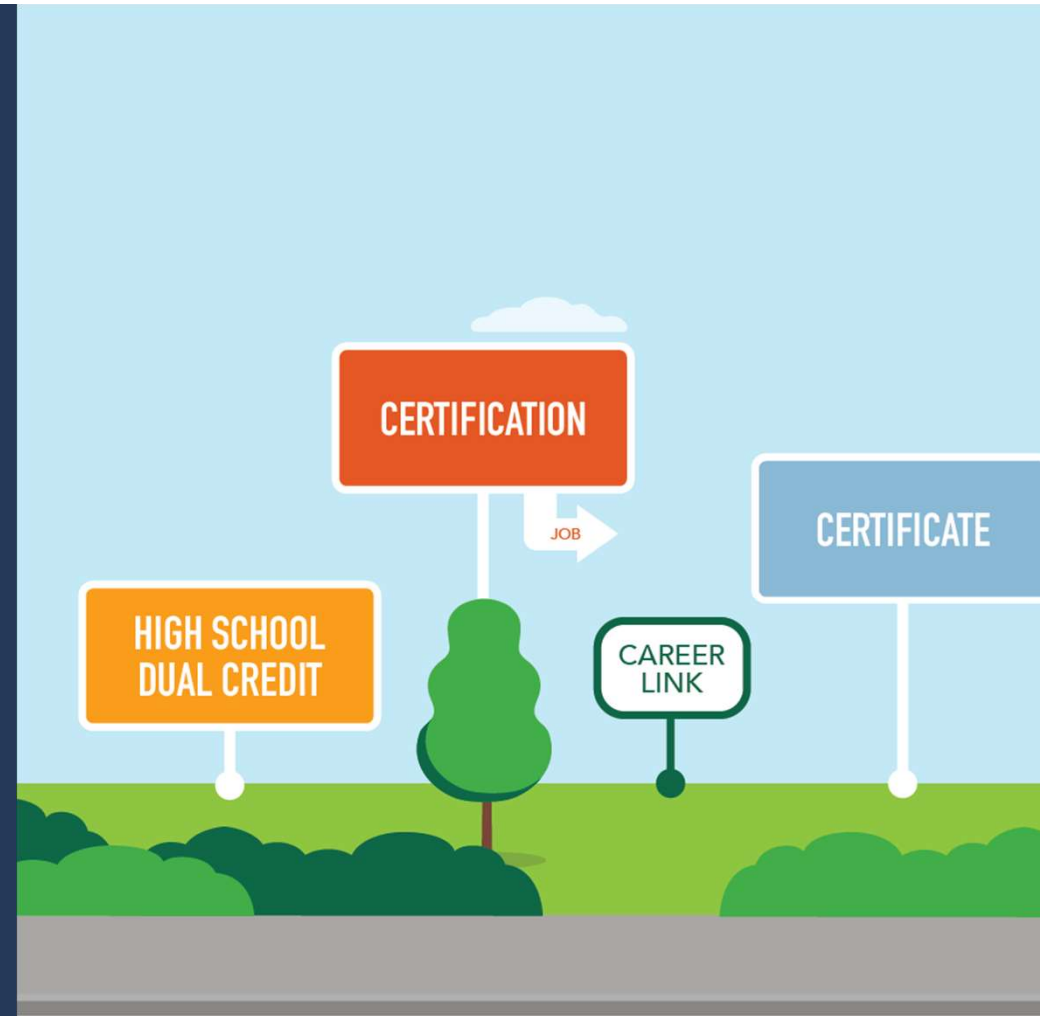 CERTIFICATION
JOB
CERTIFICATE
HIGH SCHOOL
DUAL CREDIT
CAREER
LINK